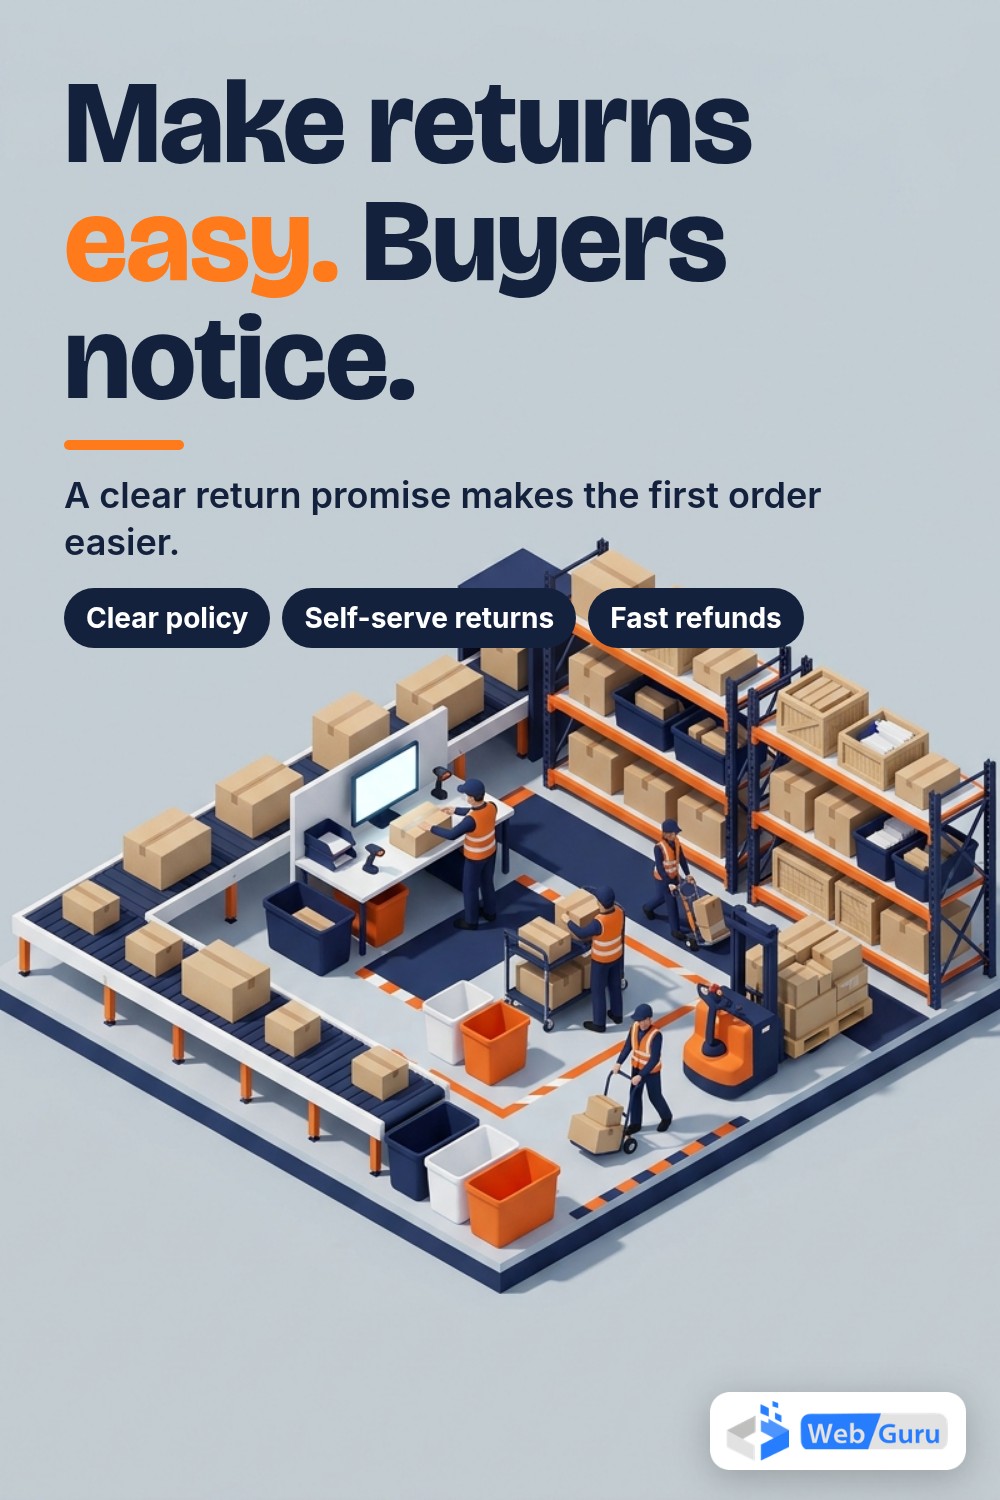 Make returns
easy. Buyers
notice.
A clear return promise makes the first order
easier.
Clear policy
Self-serve returns
Fast refunds
Web Guru